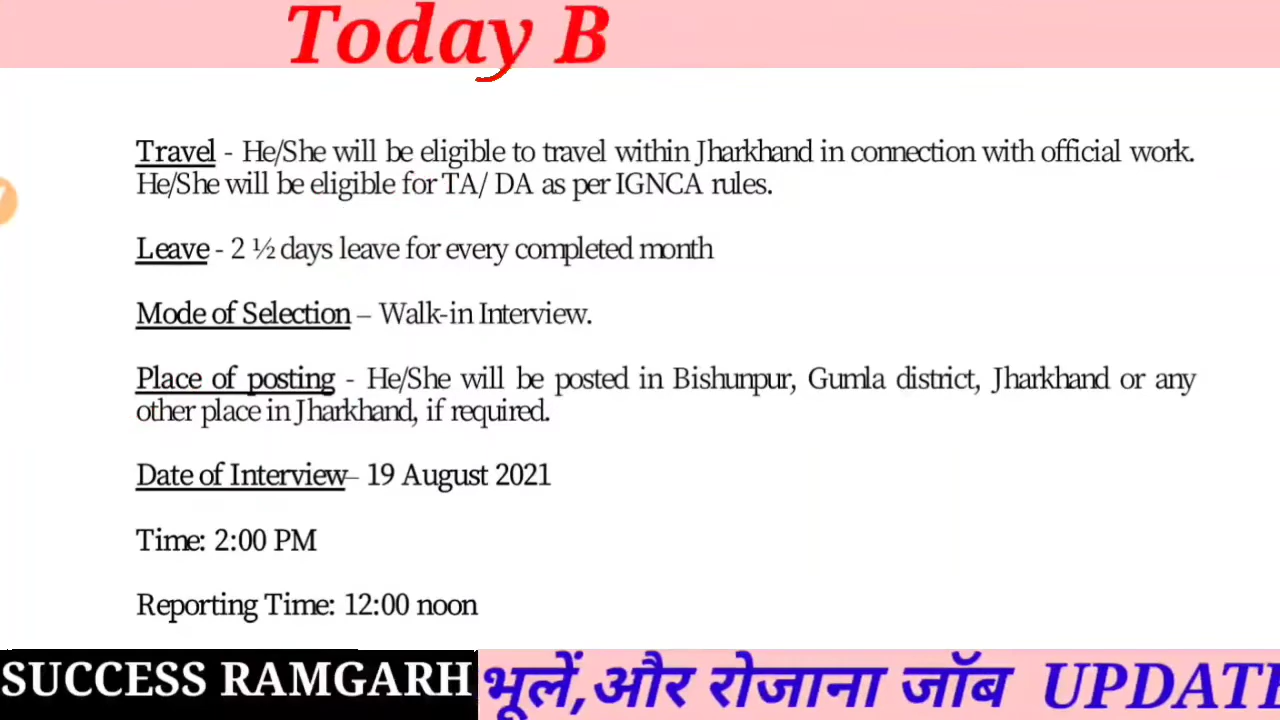 Today B
Travel - He/She will be eligible to travel within Jharkhand in connection with official work.
He/She will be eligible for TA/ DA as per IGNCA rules.
Leave - 2 ½ days leave for every completed month
Mode of Selection – Walk-in Interview.
Place of posting - He/She will be posted in Bishunpur, Gumla district, Jharkhand or any
other place in Jharkhand, if required.
Date of Interview– 19 August 2021
Time: 2:00 PM
Reporting Time: 12:00 noon
SUCCESS RAMGARH भूलें,और रोजाना जॉब UPDATE